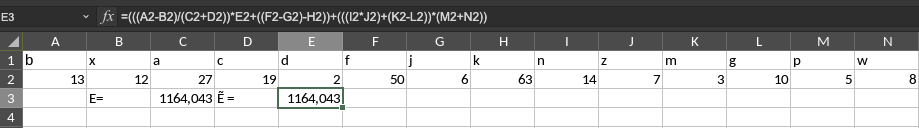 E3 fx =(((A2-B2)/(C2+D2))*E2+((F2-G2)-H2))+(((I2*J2)+(K2-L2))*(M2+N2))
A B C D E F G H I J K L M N
1 b x a c d f j k n z m g p w
2 13 12 27 19 2 50 6 63 14 7 3 10 5 8
3 E= 1164,043 Ẽ = 1164,043
4